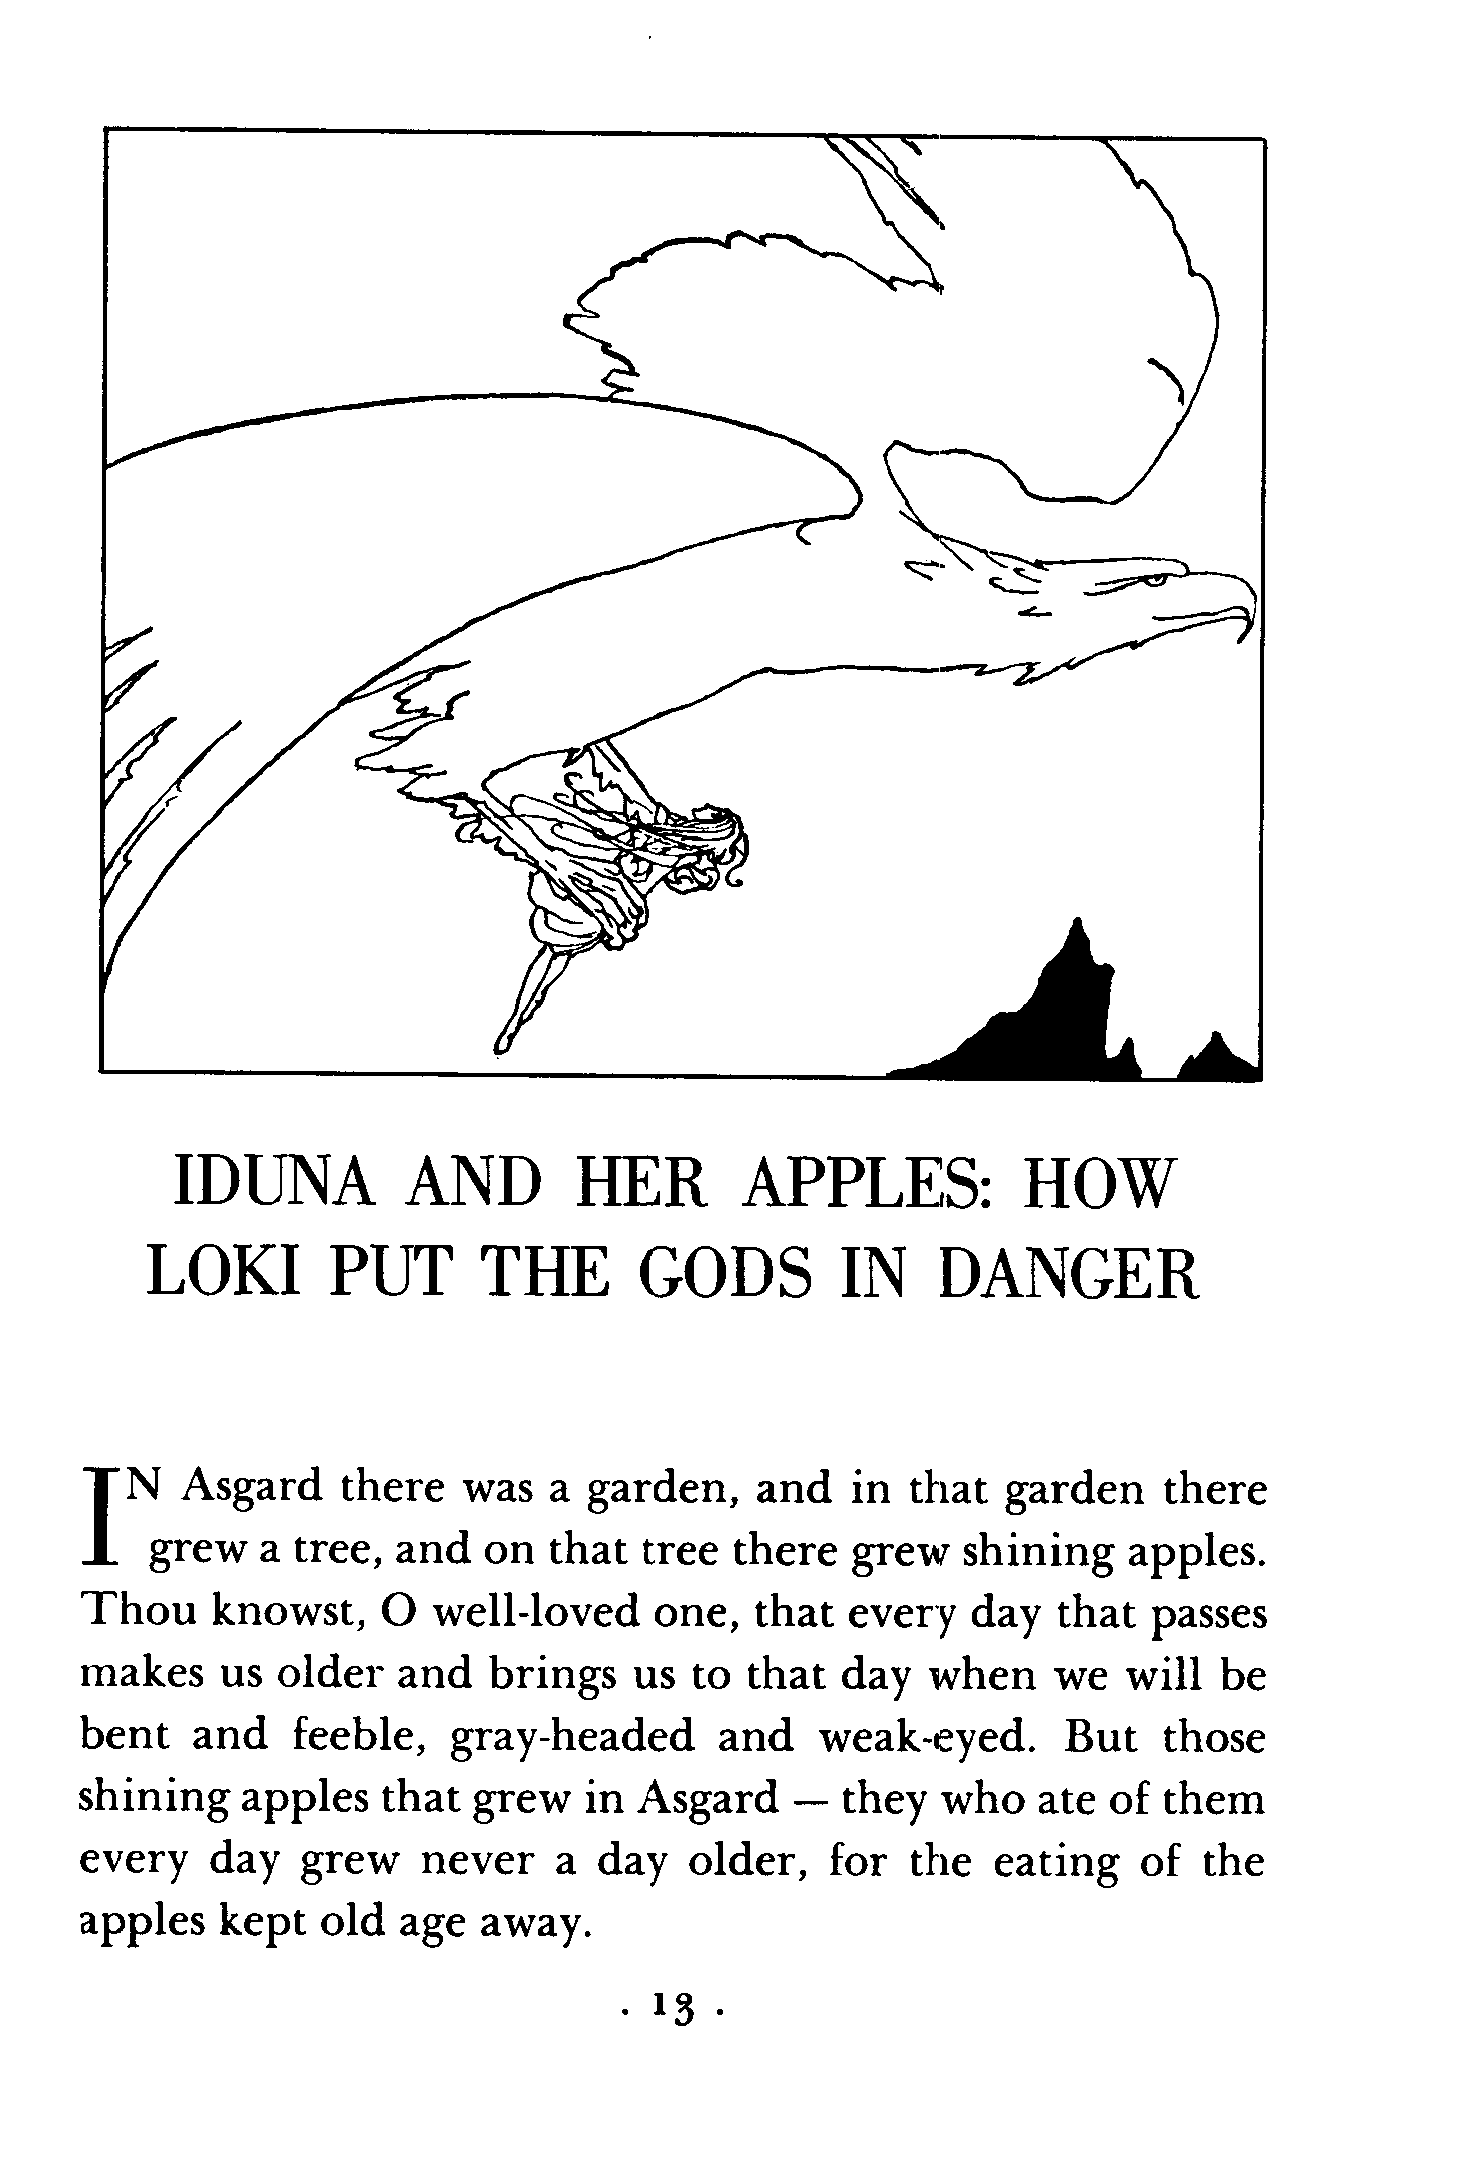 IDUNA AND HER APPLES: HOW
LOKI PUT THE GODS IN DANGER
IN Asgard there was a garden, and in that garden there
grew a tree, and on that tree there grew shining apples.
Thou knowst, O well-loved one, that every day that passes
makes us older and brings us to that day when we will be
bent and feeble, gray-headed and weak-eyed. But those
shining apples that grew in Asgard — they who ate of them
every day grew never a day older, for the eating of the
apples kept old age away.
. 13 .